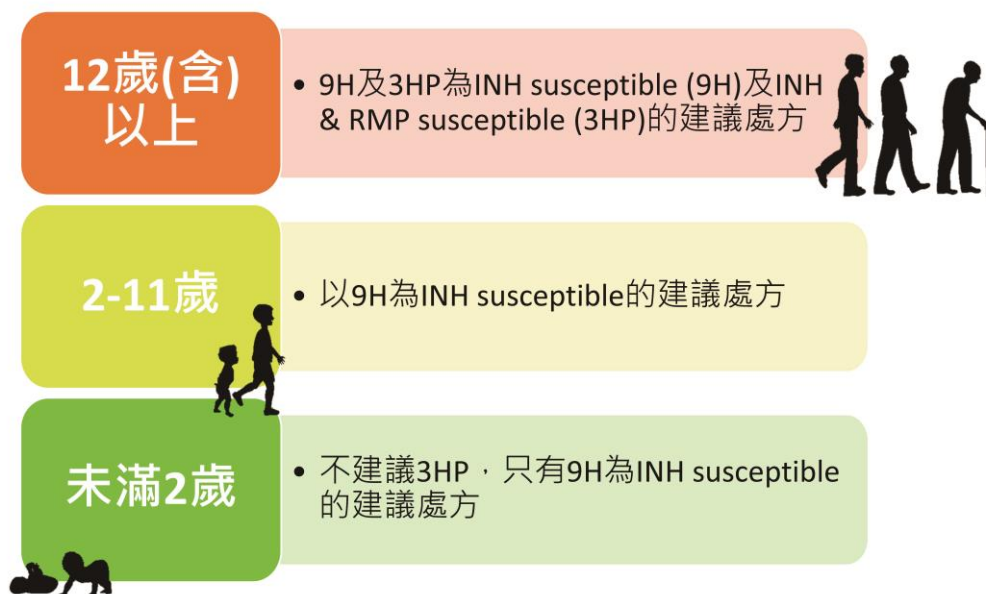 12歲(含)
以上
• 9H及3HP為INH susceptible (9H)及INH
& RMP susceptible (3HP)的建議處方
2-11歲
• 以9H為INH susceptible的建議處方
未滿2歲
• 不建議3HP，只有9H為INH susceptible
的建議處方